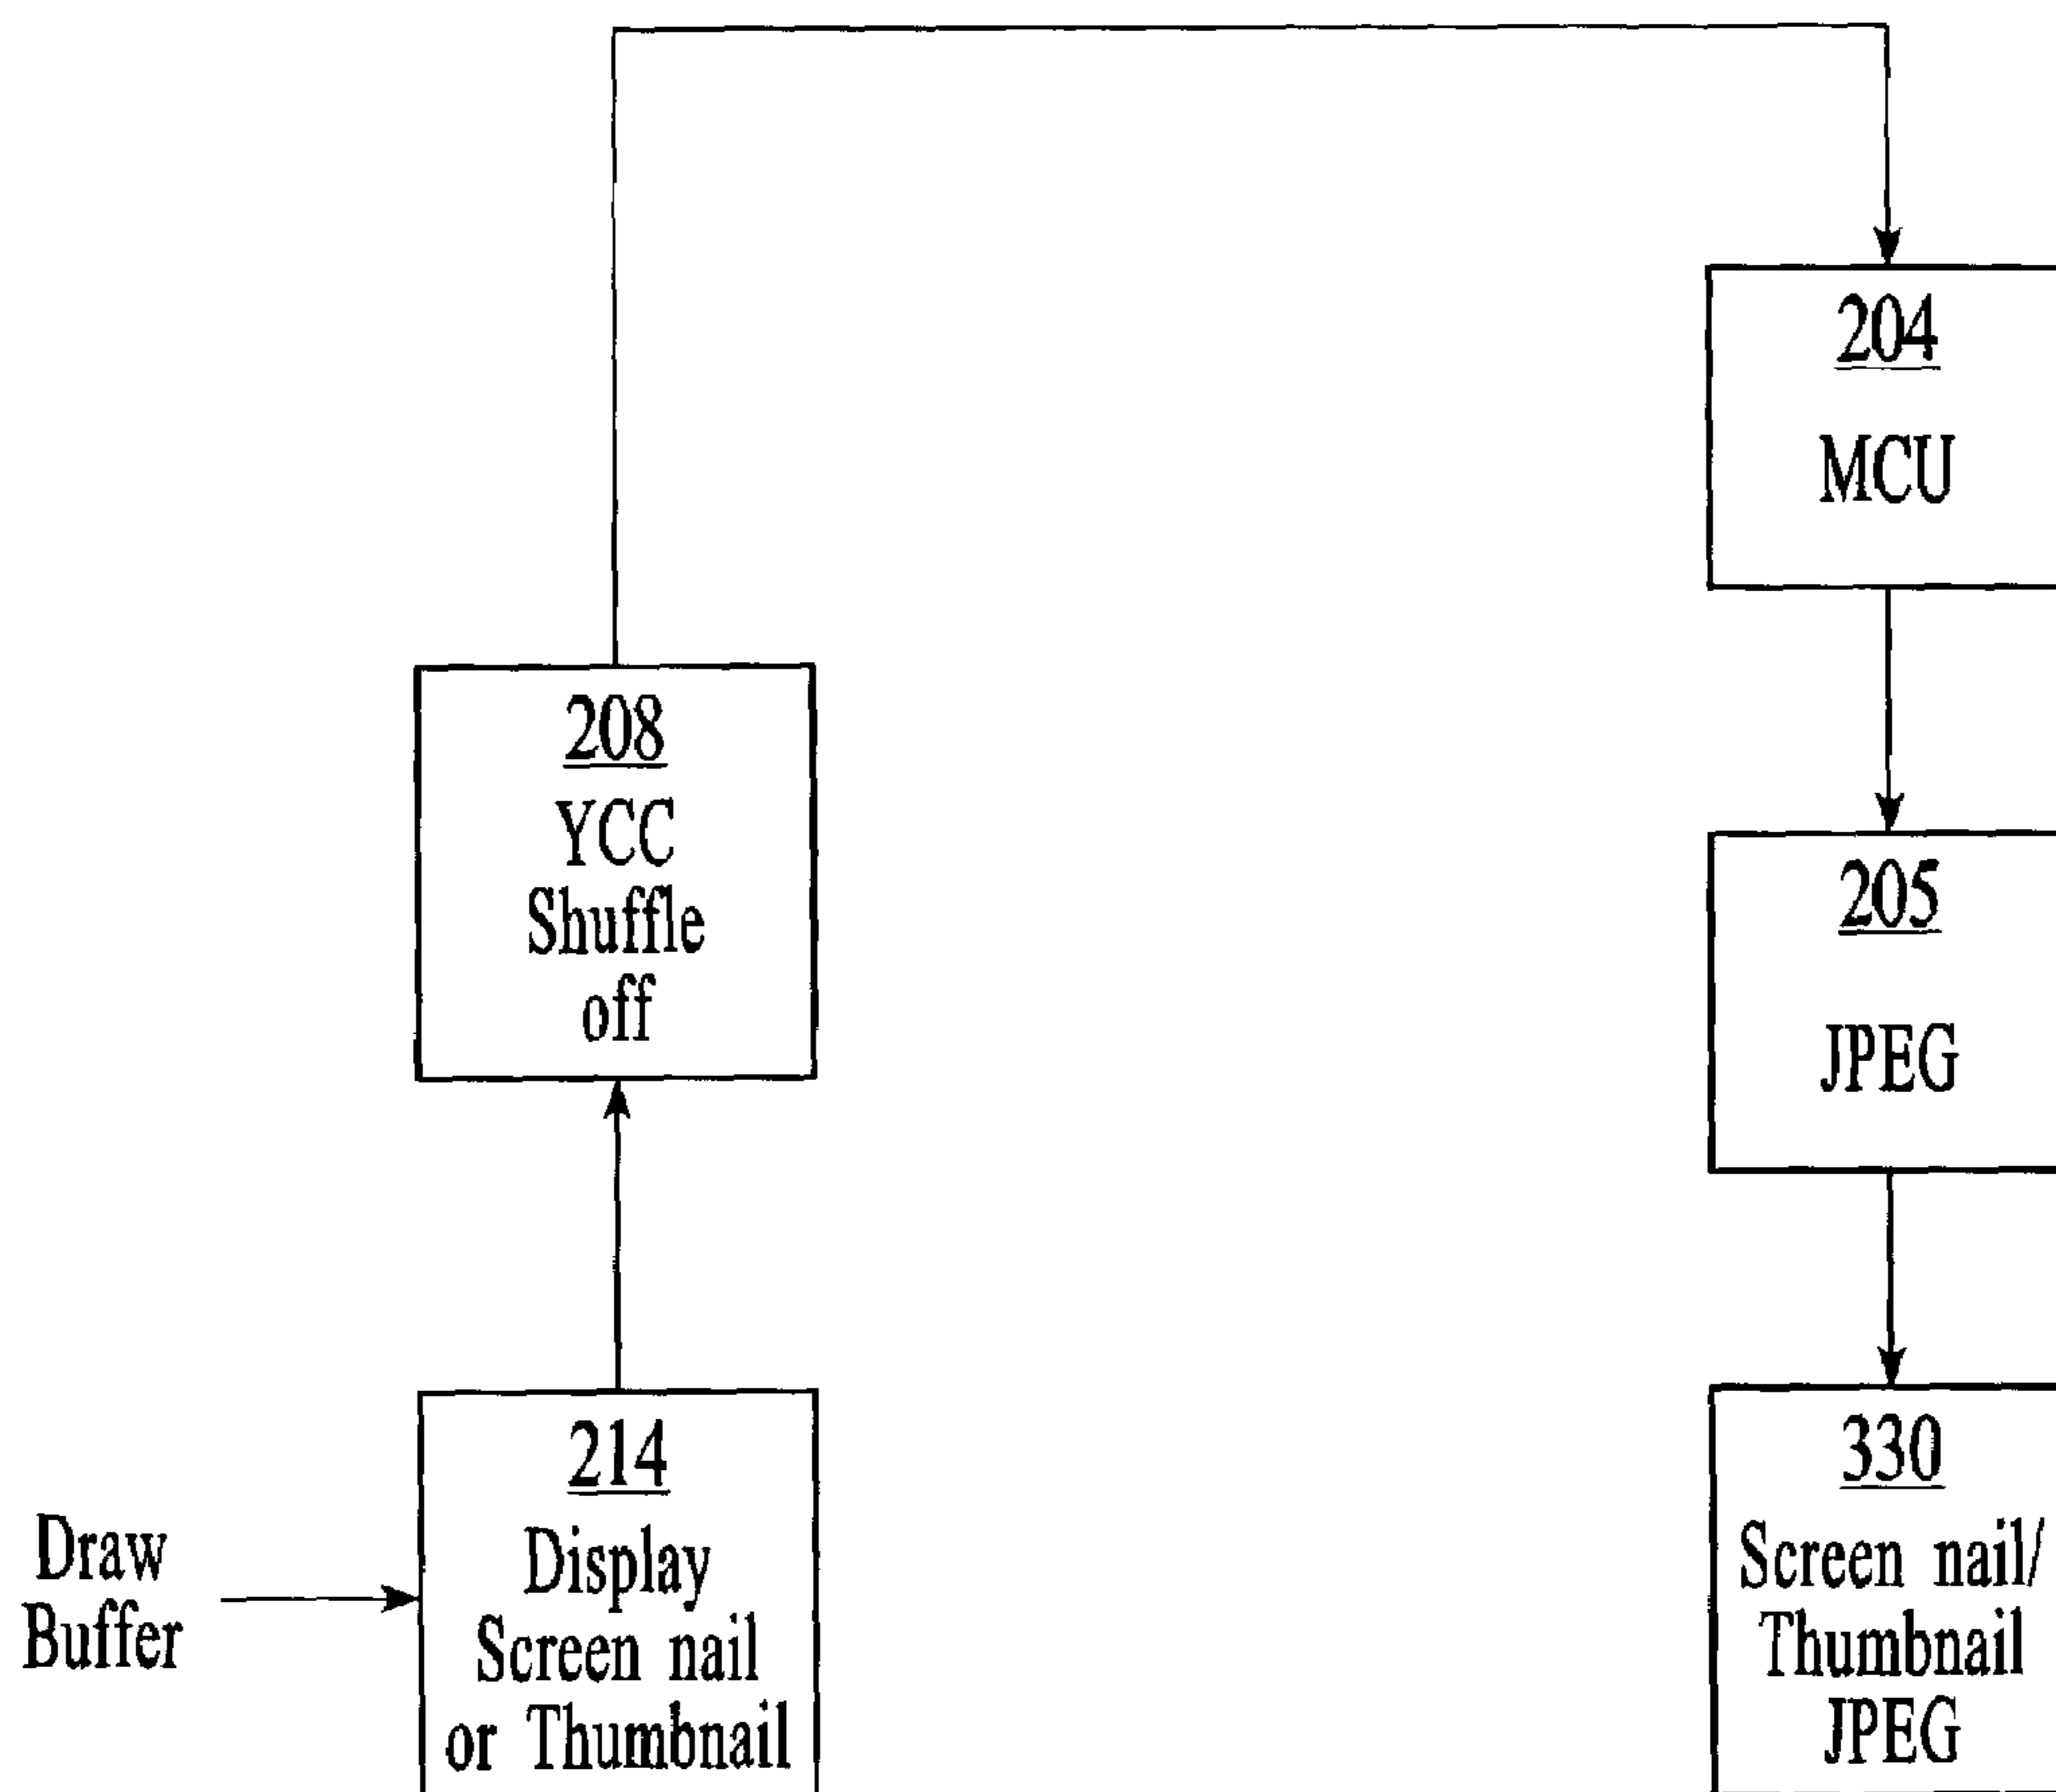 204
MCU
208
YCC
Shuffle
off
205
JPEG
214
Display
Screen nail
or Thumbnail
Draw
Buffer
330
Screen nail/
Thumbnail
JPEG